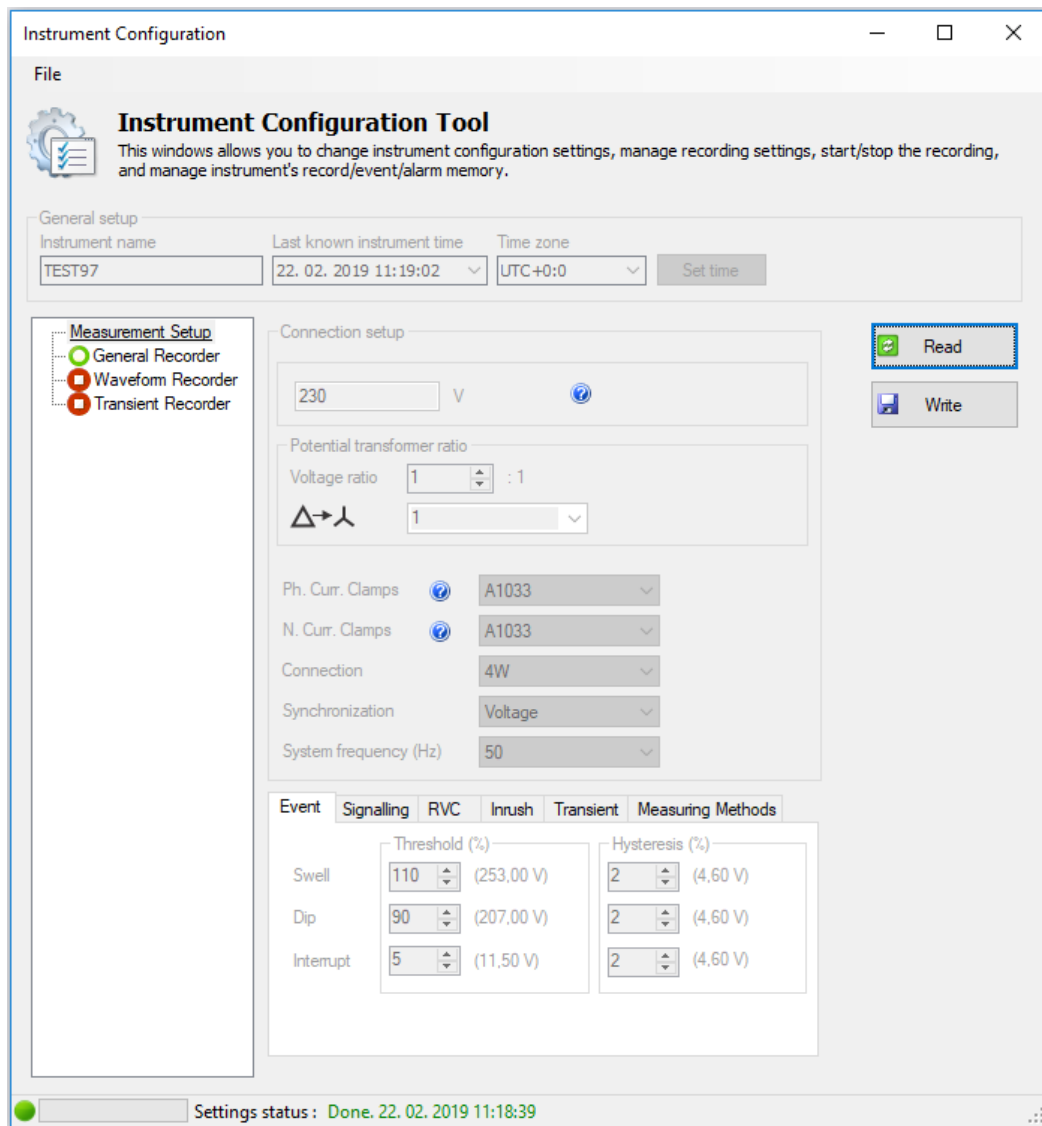 Instrument Configuration
File
Instrument Configuration Tool
This windows allows you to change instrument configuration settings, manage recording settings, start/stop the recording,
and manage instrument's record/event/alarm memory.
General setup
Instrument name Last known instrument time Time zone
TEST97 22. 02. 2019 11:19:02 UTC+0:0 Set time
Measurement Setup
General Recorder
Waveform Recorder
Transient Recorder
Connection setup
230 V
Potential transformer ratio
Voltage ratio 1 : 1
1
Ph. Curr. Clamps A1033
N. Curr. Clamps A1033
Connection 4W
Synchronization Voltage
System frequency (Hz) 50
Read
Write
Event Signalling RVC Inrush Transient Measuring Methods
Threshold (%) Hysteresis (%)
Swell 110 (253,00 V) 2 (4,60 V)
Dip 90 (207,00 V) 2 (4,60 V)
Interrupt 5 (11,50 V) 2 (4,60 V)
Settings status : Done. 22. 02. 2019 11:18:39